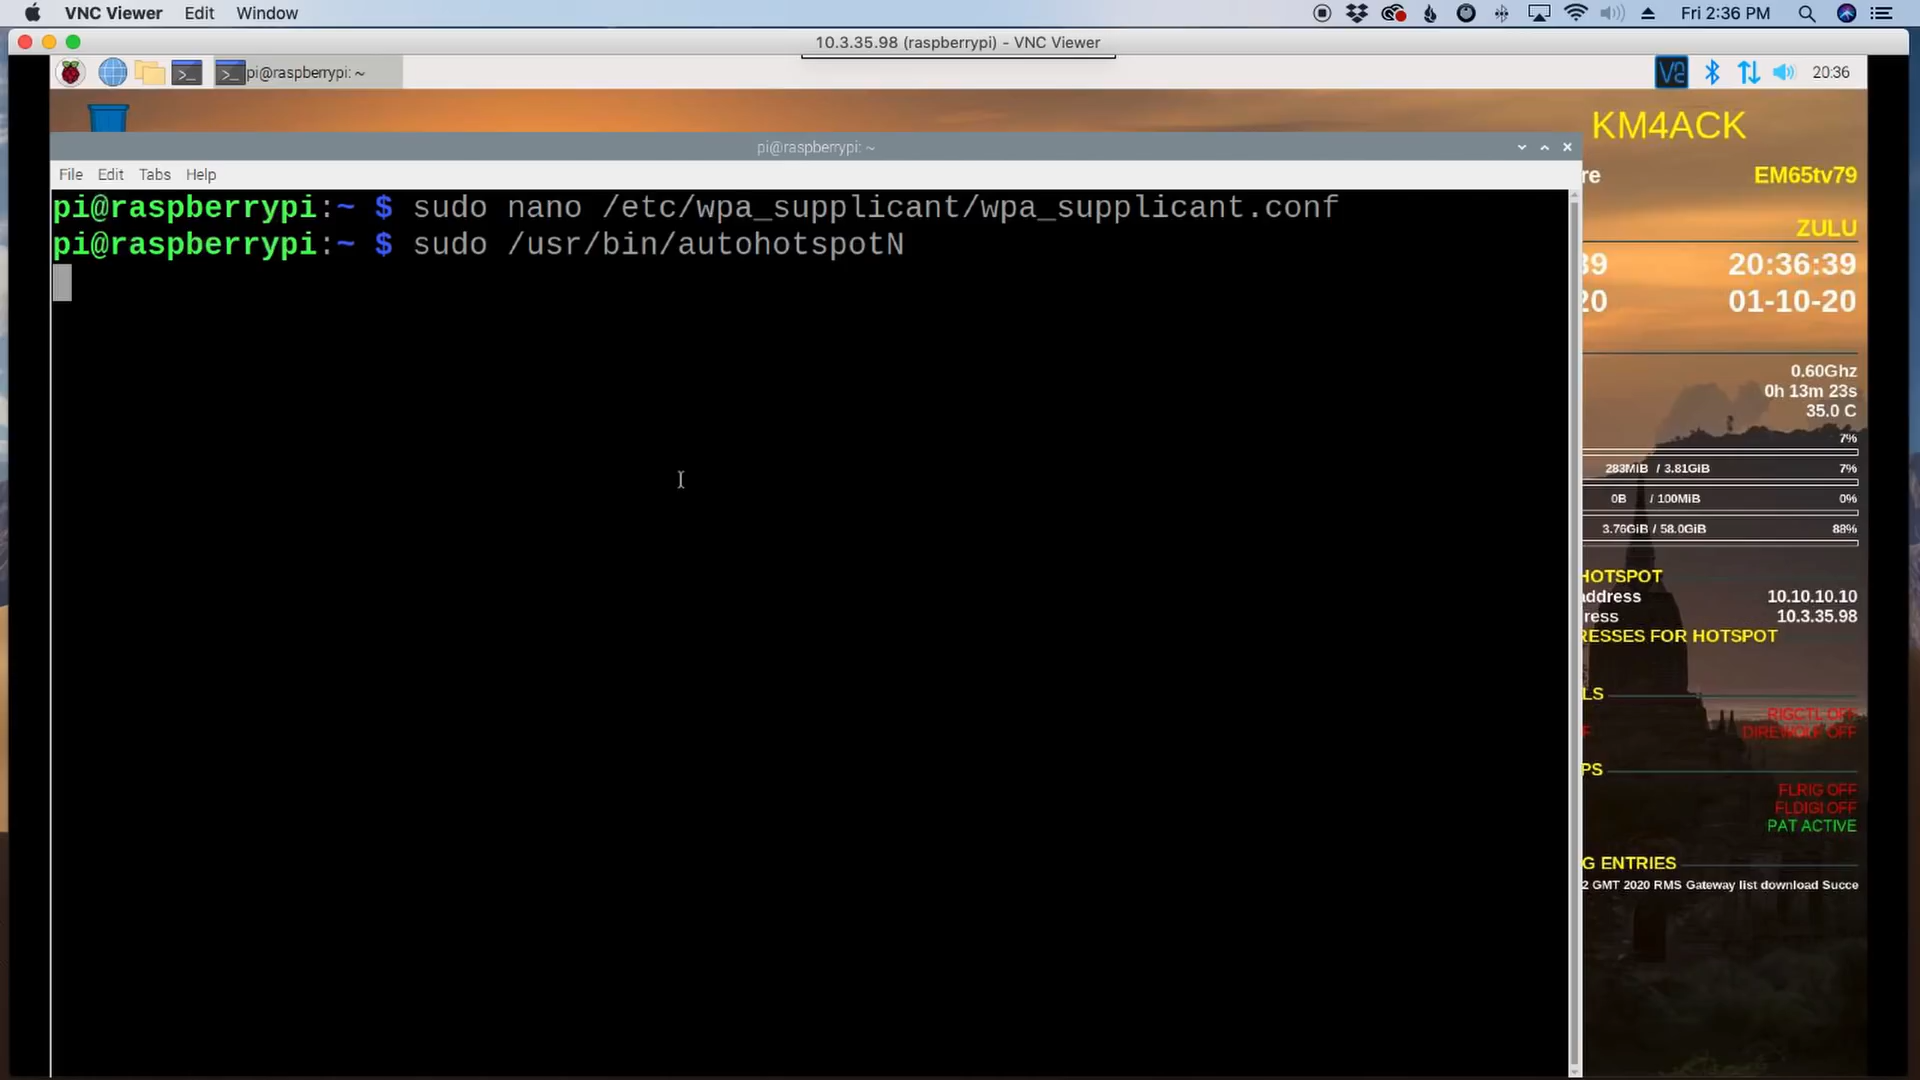 VNC Viewer Edit Window Fri 2:36 PM
10.3.35.98 (raspberrypi) - VNC Viewer
pi@raspberrypi: ~ 20:36
KM4ACK
pi@raspberrypi: ~
re EM65tv79
File Edit Tabs Help
pi@raspberrypi:~ $ sudo nano /etc/wpa_supplicant/wpa_supplicant.conf
pi@raspberrypi:~ $ sudo /usr/bin/autohotspotN
ZULU
39 20:36:39
20 01-10-20
0.60Ghz
0h 13m 23s
35.0 C
7%
283MiB / 3.81GIB 7%
0B / 100MiB 0%
3.76GiB / 58.0GiB 88%
HOTSPOT
address 10.10.10.10
ress 10.3.35.98
RESSES FOR HOTSPOT
LS
RIGCTL OFF
F DIREWOLF OFF
PS
FLRIG OFF
FLDIGI OFF
PAT ACTIVE
G ENTRIES
2 GMT 2020 RMS Gateway list download Succe